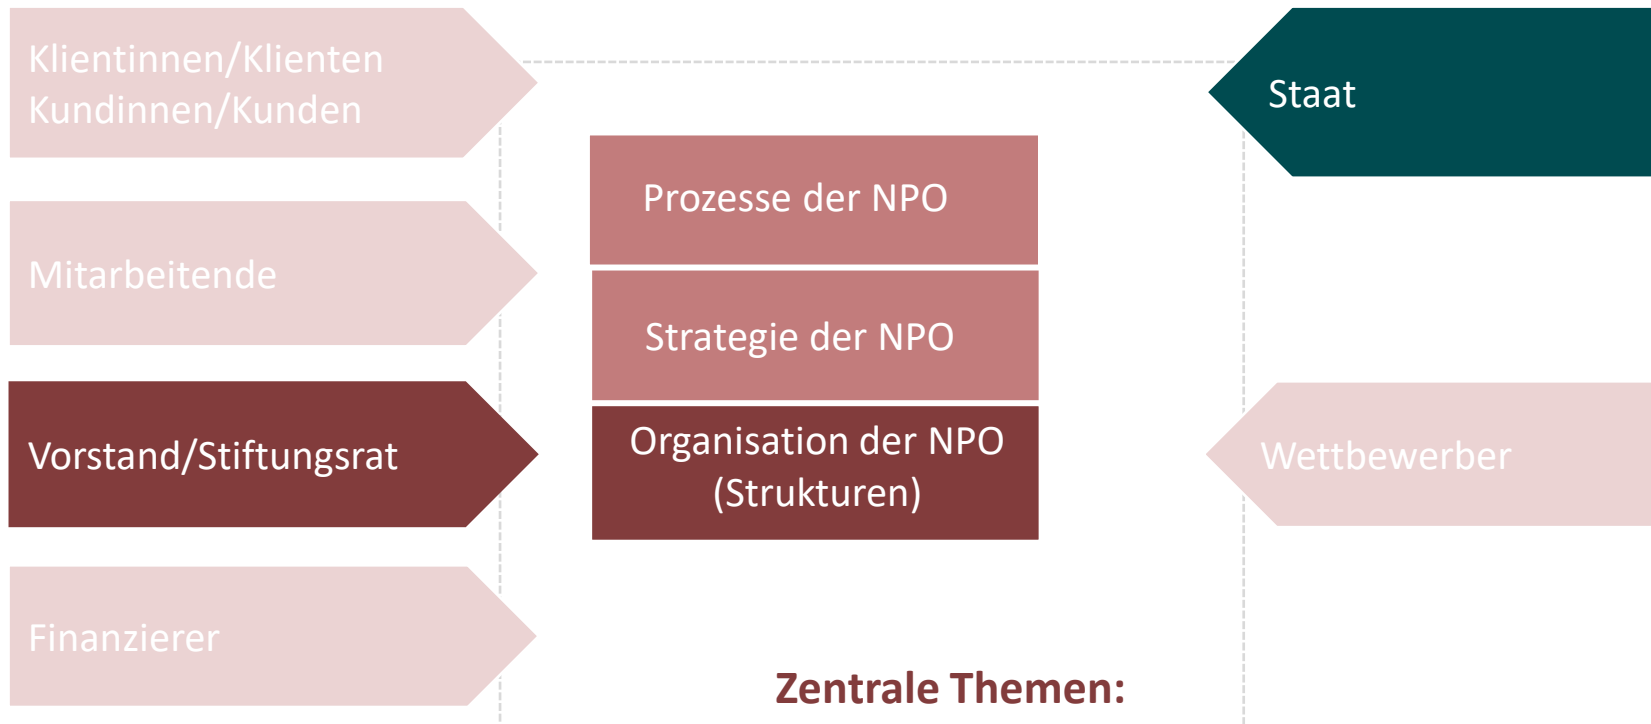 Klientinnen/Klienten
Kundinnen/Kunden
Mitarbeitende
Vorstand/Stiftungsrat
Finanzierer
Prozesse der NPO
Strategie der NPO
Organisation der NPO
(Strukturen)
Staat
Wettbewerber
Zentrale Themen: